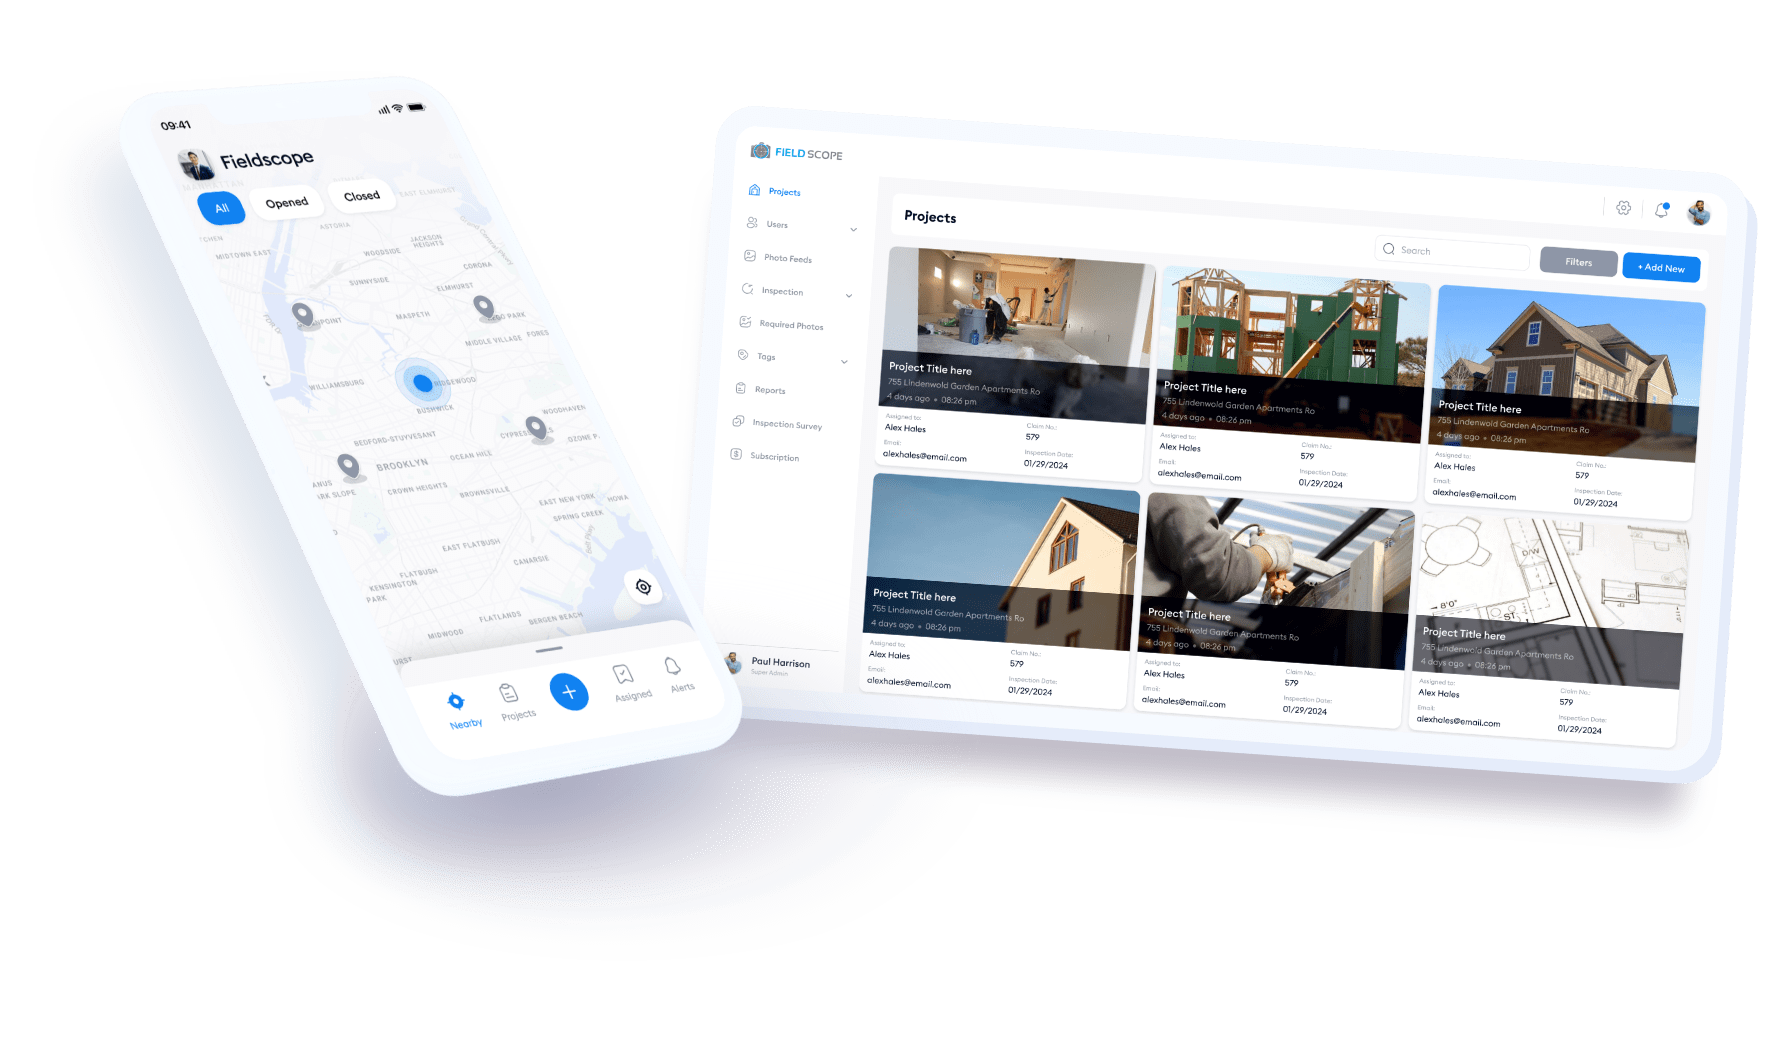 09:41
Fieldscope
All
Opened
Closed
EAST ELMHURST
ASTORIA
MIDTOWN EAST
WOODSIDE
JACKSON
HEIGHTS
CORONA
SUNNYSIDE
ELMHURST
MASPETH
MIDDLE VILLAGE
WILLIAMSBURG
RIDGEWOOD
BUSHWICK
WOODHAVEN
BEDFORD-STUYVESANT
OZONE P.
BROOKLYN
OCEAN HILL
CROWN HEIGHTS
BROWNSVILLE
EAST NEW YORK
HOWA
SPRING CREEK
EAST FLATBUSH
CANARSIE
FLATBUSH
KENSINGTON
PARK
FLATLANDS
BERGEN BEACH
MIDWOOD
Nearby
Projects
+
Assigned
Alerts
FIELD SCOPE
Projects
Users
Photo Feeds
Inspection
Required Photos
Tags
Reports
Inspection Survey
Subscription
Paul Harrison
Super Admin
Projects
Search
Filters
+ Add New
Project Title here
755 Lindenwold Garden Apartments Ro
4 days ago • 08:26 pm
Assigned to:
Alex Hales
Claim No.:
579
Email:
alexhales@email.com
Inspection Date:
01/29/2024
Project Title here
755 Lindenwold Garden Apartments Ro
4 days ago • 08:26 pm
Assigned to:
Alex Hales
Claim No.:
579
Email:
alexhales@email.com
Inspection Date:
01/29/2024
Project Title here
755 Lindenwold Garden Apartments Ro
4 days ago • 08:26 pm
Assigned to:
Alex Hales
Claim No.:
579
Email:
alexhales@email.com
Inspection Date:
01/29/2024
Project Title here
755 Lindenwold Garden Apartments Ro
4 days ago • 08:26 pm
Assigned to:
Alex Hales
Claim No.:
579
Email:
alexhales@email.com
Inspection Date:
01/29/2024
Project Title here
755 Lindenwold Garden Apartments Ro
4 days ago • 08:26 pm
Assigned to:
Alex Hales
Claim No.:
579
Email:
alexhales@email.com
Inspection Date:
01/29/2024
D/W
8'0"
ST.
Project Title here
755 Lindenwold Garden Apartments Ro
4 days ago • 08:26 pm
Assigned to:
Alex Hales
Claim No.:
579
Email:
alexhales@email.com
Inspection Date:
01/29/2024